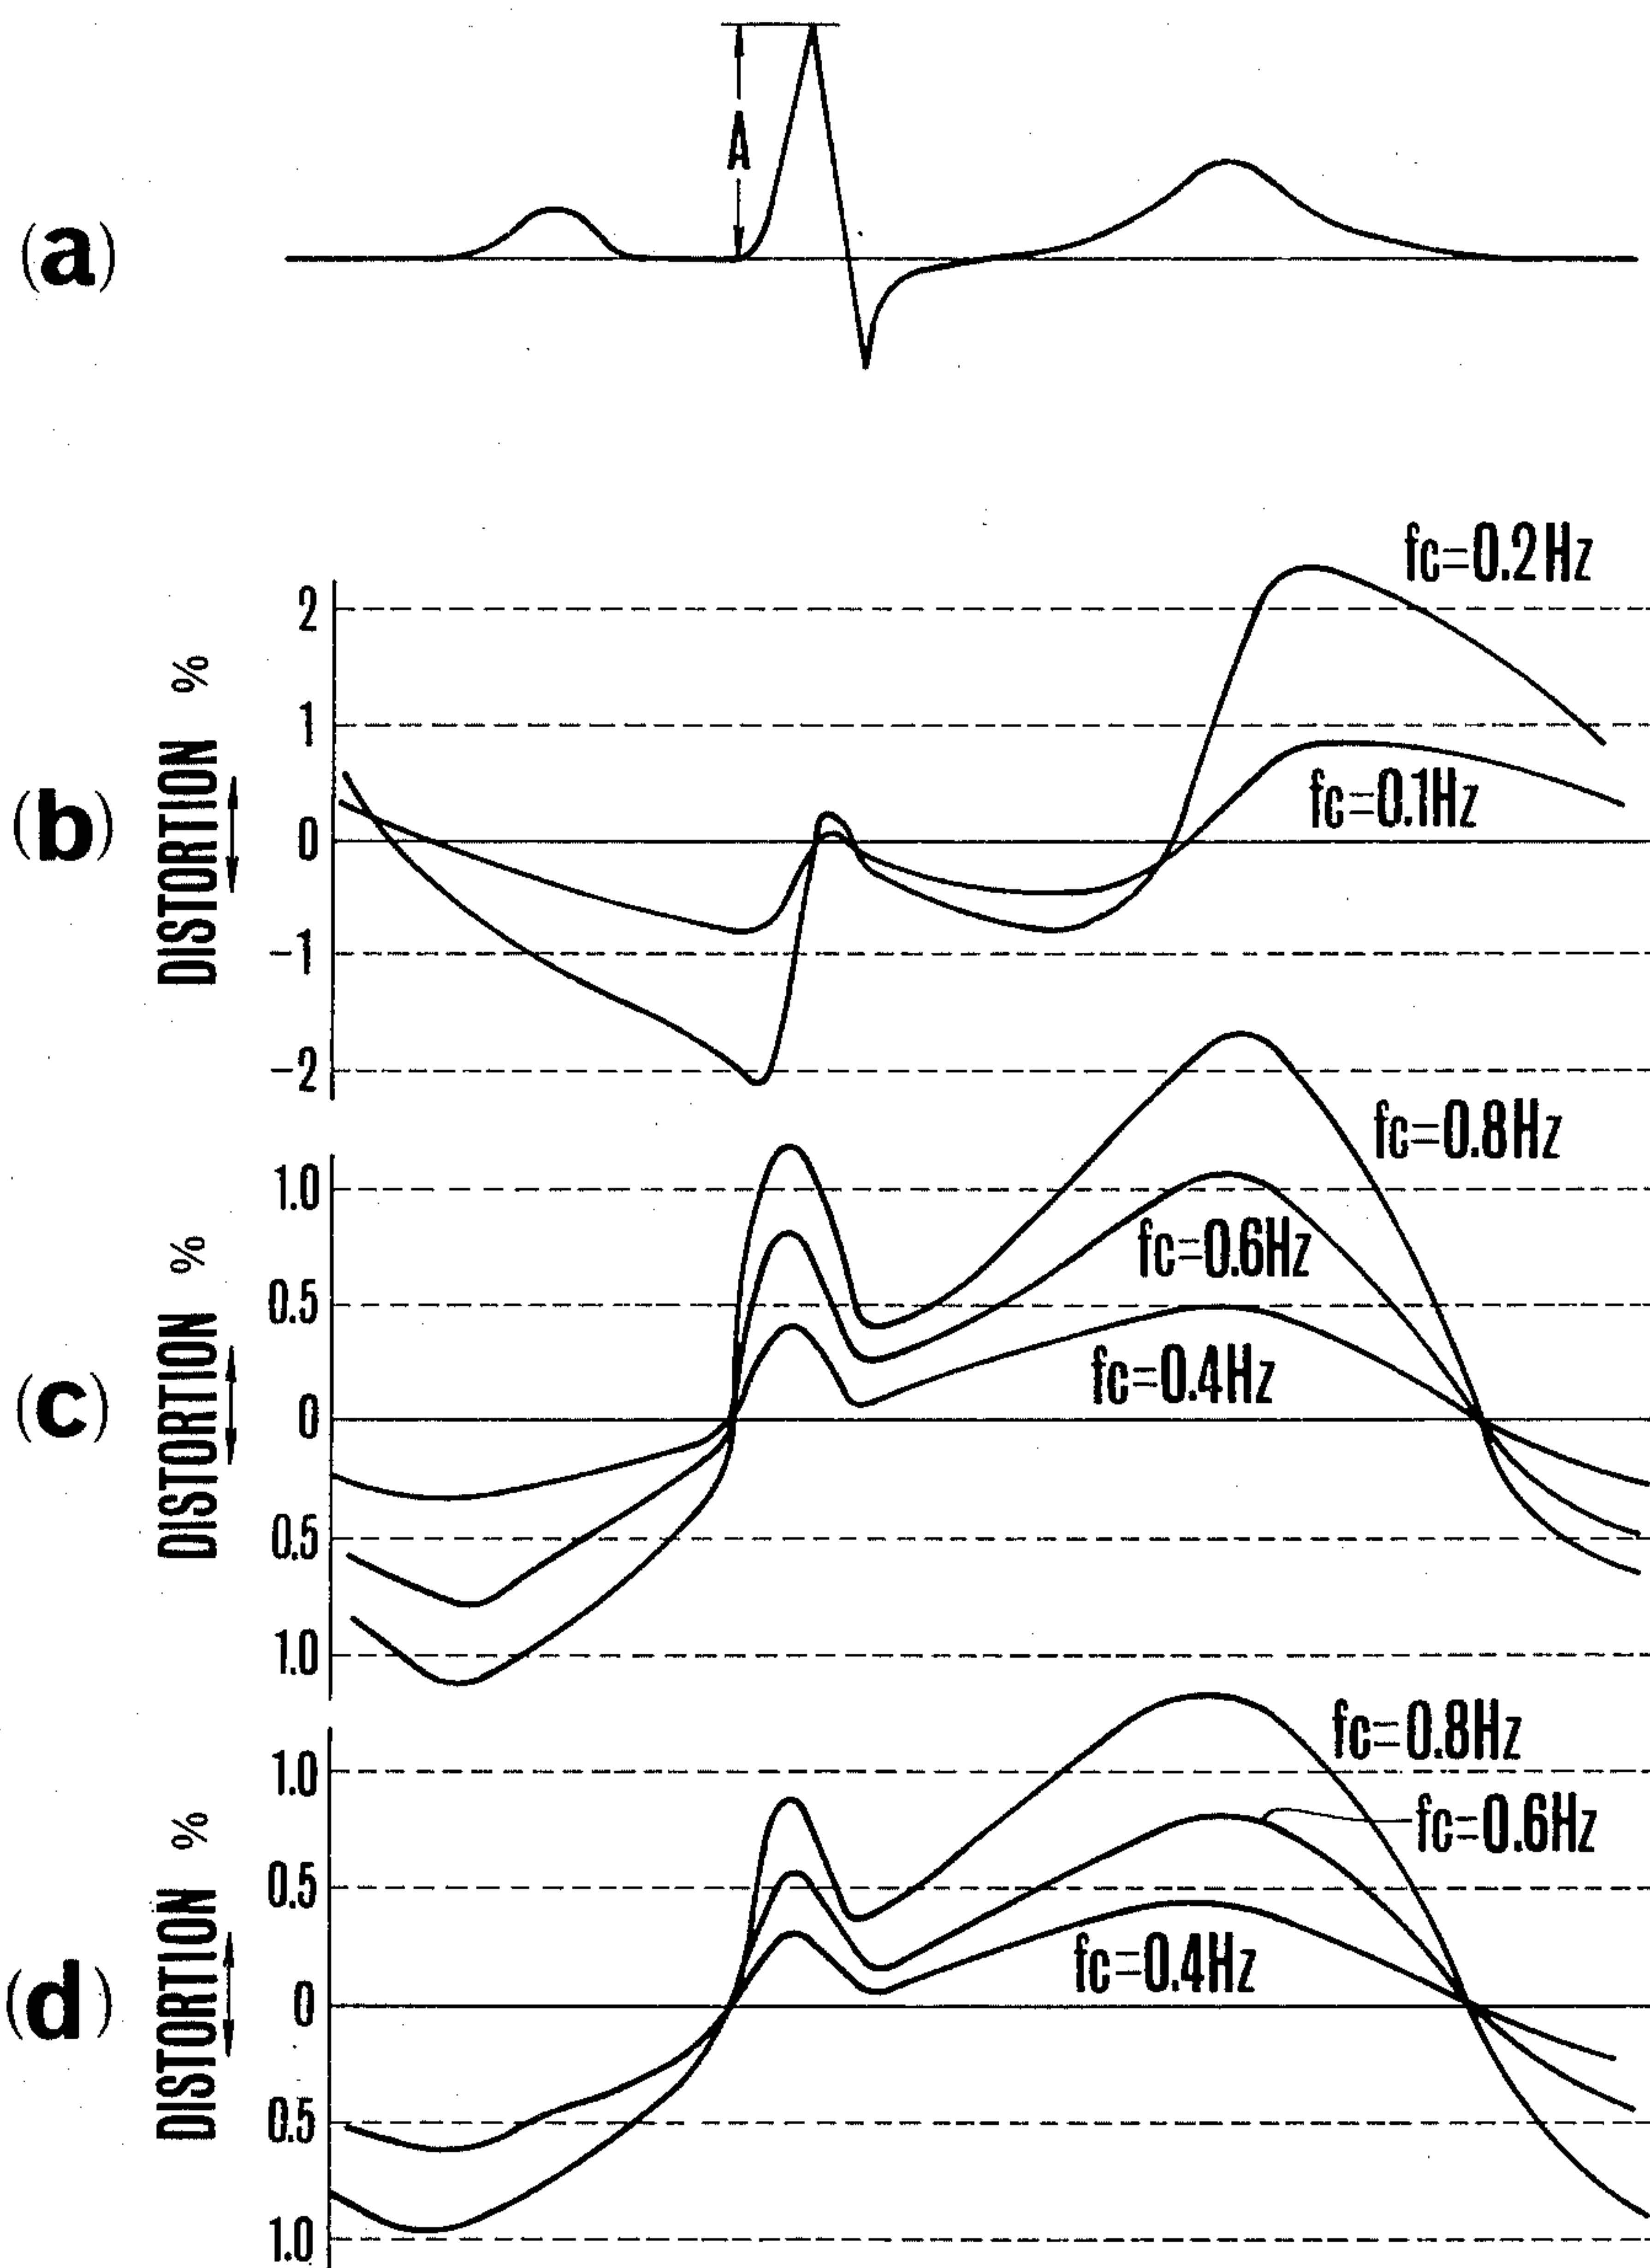 (a)
A
(b)
DISTORTION %
2
1
0
−1
−2
fc=0.2Hz
fc=0.1Hz
(c)
DISTORTION %
1.0
0.5
0
0.5
1.0
fc=0.8Hz
fc=0.6Hz
fc=0.4Hz
(d)
DISTORTION %
1.0
0.5
0
0.5
1.0
fc=0.8Hz
fc=0.6Hz
fc=0.4Hz